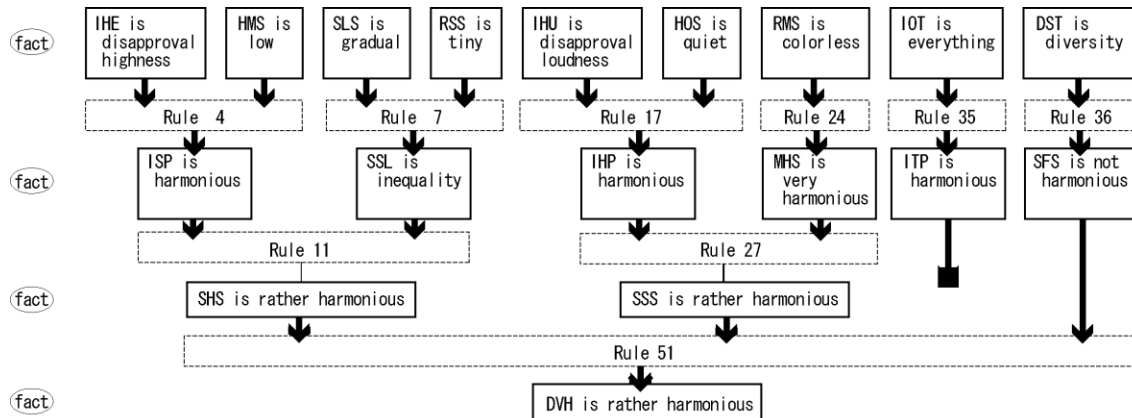 fact
IHE is
disapproval
highness
HMS is
low
SLS is
gradual
RSS is
tiny
IHU is
disapproval
loudness
HOS is
quiet
RMS is
colorless
IOT is
everything
DST is
diversity
Rule 4
Rule 7
Rule 17
Rule 24
Rule 35
Rule 36
fact
ISP is
harmonious
SSL is
inequality
IHP is
harmonious
MHS is
very
harmonious
ITP is
harmonious
SFS is not
harmonious
Rule 11
Rule 27
fact
SHS is rather harmonious
SSS is rather harmonious
Rule 51
fact
DVH is rather harmonious